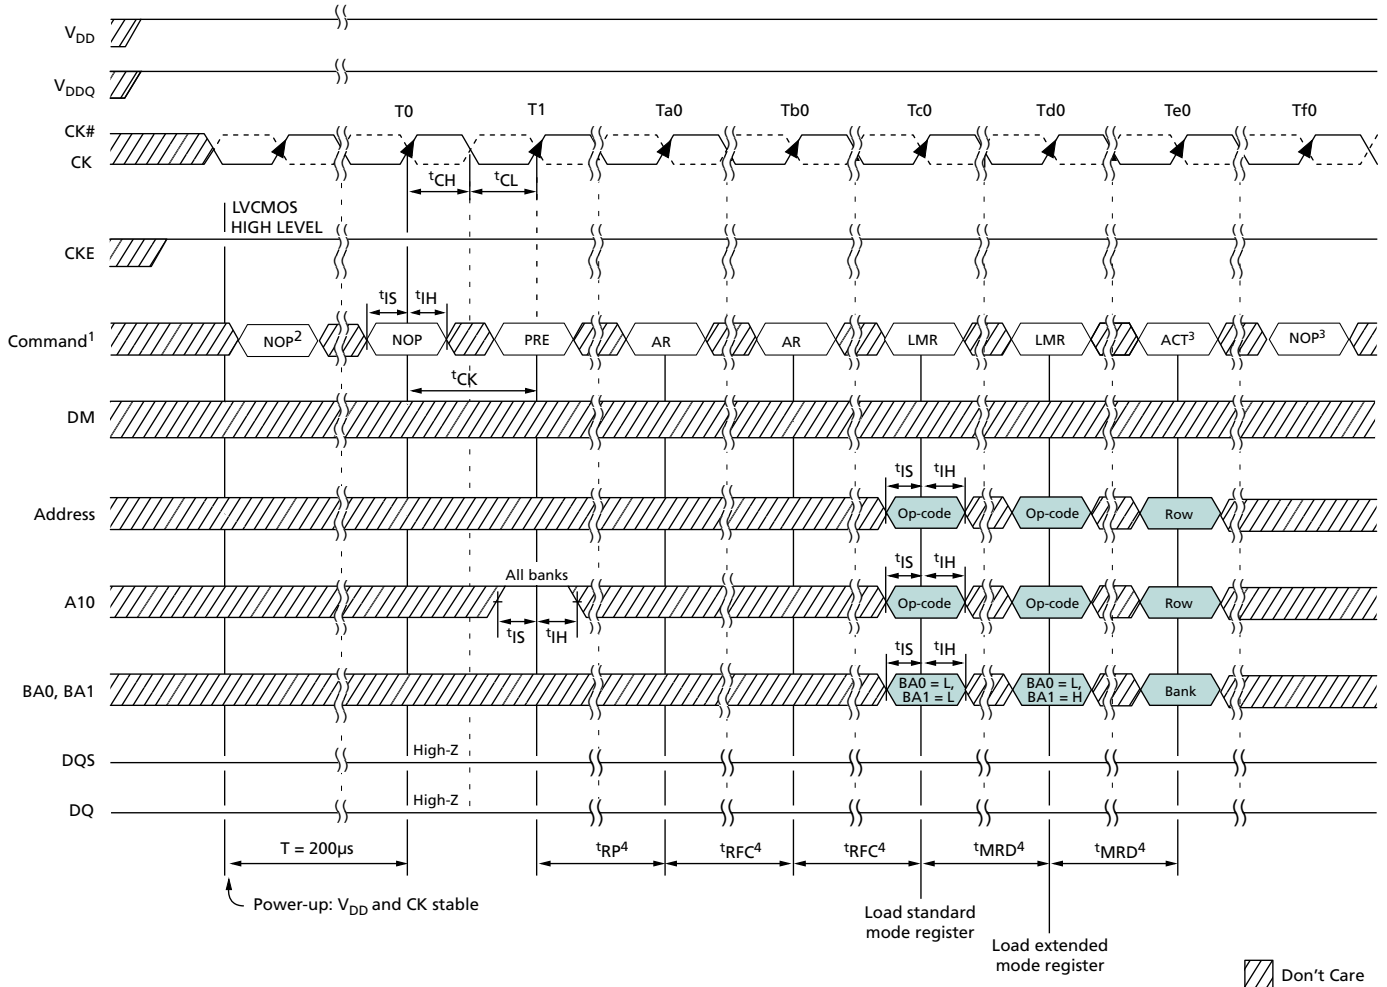 VDD
VDDQ
T0 T1 Ta0 Tb0 Tc0 Td0 Te0 Tf0
CK#
CK
tCH tCL
LVCMOS
HIGH LEVEL
CKE
tIS tIH
Command1 NOP2 NOP PRE AR AR LMR LMR ACT3 NOP3
tCK
DM
tIS tIH
Address Op-code Op-code Row
All banks tIS tIH
A10 Op-code Op-code Row
tIS tIH
tIS tIH
BA0, BA1 BA0 = L, BA0 = L, Bank
BA1 = L BA1 = H
High-Z
DQS
High-Z
DQ
T = 200µs tRP4 tRFC4 tRFC4 tMRD4 tMRD4
Power-up: VDD and CK stable
Load standard
mode register
Load extended
mode register
Don't Care